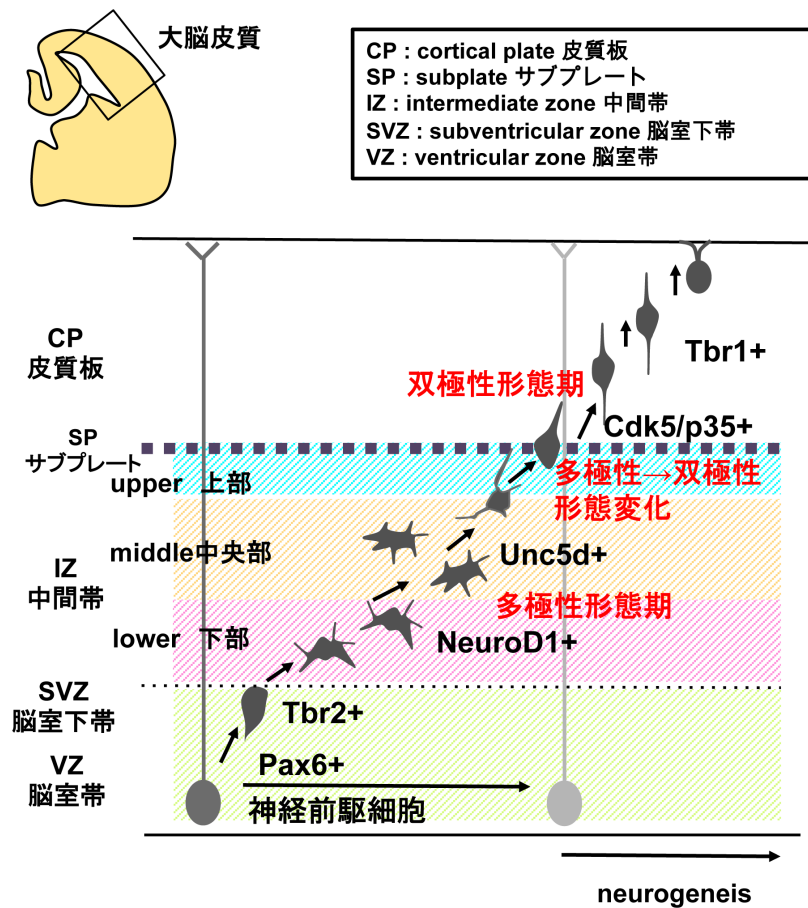 大脳皮質
CP : cortical plate 皮質板
SP : subplate サブプレート
IZ : intermediate zone 中間帯
SVZ : subventricular zone 脳室下帯
VZ : ventricular zone 脳室帯
CP
皮質板
Tbr1+
双極性形態期
Cdk5/p35+
SP
サブプレート
upper 上部
多極性→双極性
形態変化
middle中央部
Unc5d+
IZ
中間帯
多極性形態期
lower 下部
NeuroD1+
SVZ
脳室下帯
Tbr2+
VZ
脳室帯
Pax6+
神経前駆細胞
neurogeneis